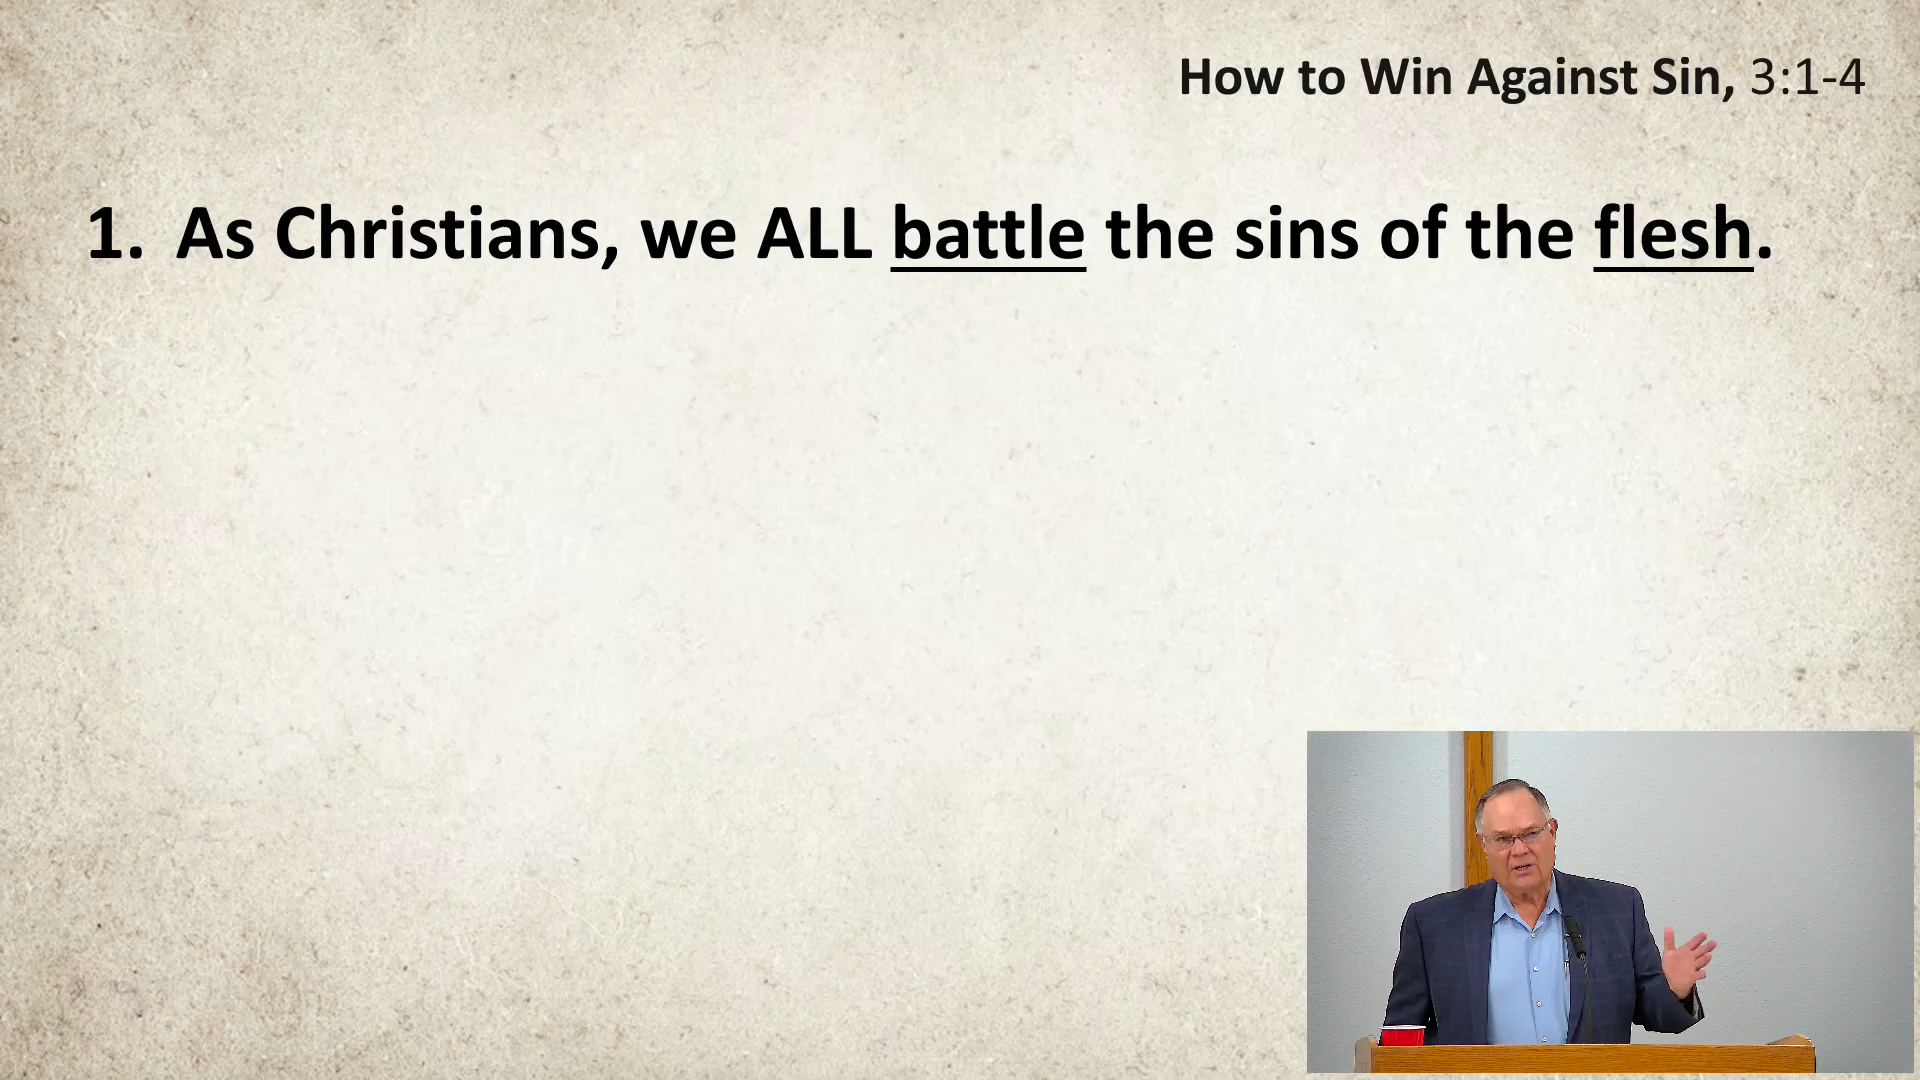 How to Win Against Sin, 3:1-4
1. As Christians, we ALL battle the sins of the flesh.